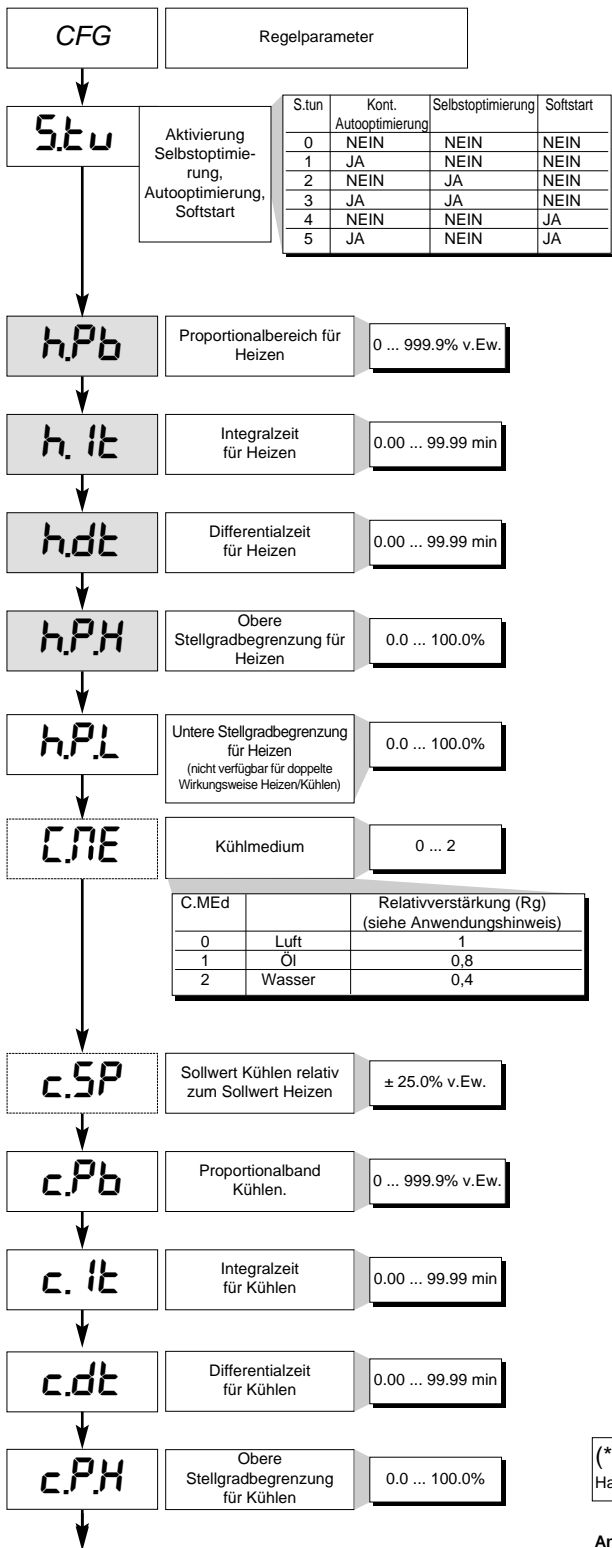 CFG
Regelparameter
S.tu
Aktivierung
Selbstoptimie-
rung,
Autooptimierung,
Softstart
S.tun Kont. Selbstoptimierung Softstart
Autooptimierung
0 NEIN NEIN NEIN
1 JA NEIN NEIN
2 NEIN JA NEIN
3 JA JA NEIN
4 NEIN NEIN JA
5 JA NEIN JA
h.Pb
Proportionalbereich für
Heizen
0 ... 999.9% v.Ew.
h. It
Integralzeit
für Heizen
0.00 ... 99.99 min
h.dt
Differentialzeit
für Heizen
0.00 ... 99.99 min
h.P.H
Obere
Stellgradbegrenzung für
Heizen
0.0 ... 100.0%
h.P.L
Untere Stellgradbegrenzung
für Heizen
(nicht verfügbar für doppelte
Wirkungsweise Heizen/Kühlen)
0.0 ... 100.0%
C.ME
Kühlmedium
0 ... 2
C.MEd Relativverstärkung (Rg)
(siehe Anwendungshinweis)
0 Luft 1
1 Öl 0,8
2 Wasser 0,4
c.SP
Sollwert Kühlen relativ
zum Sollwert Heizen
± 25.0% v.Ew.
c.Pb
Proportionalband
Kühlen.
0 ... 999.9% v.Ew.
c. It
Integralzeit
für Kühlen
0.00 ... 99.99 min
c.dt
Differentialzeit
für Kühlen
0.00 ... 99.99 min
c.P.H
Obere
Stellgradbegrenzung
für Kühlen
0.0 ... 100.0%
(*